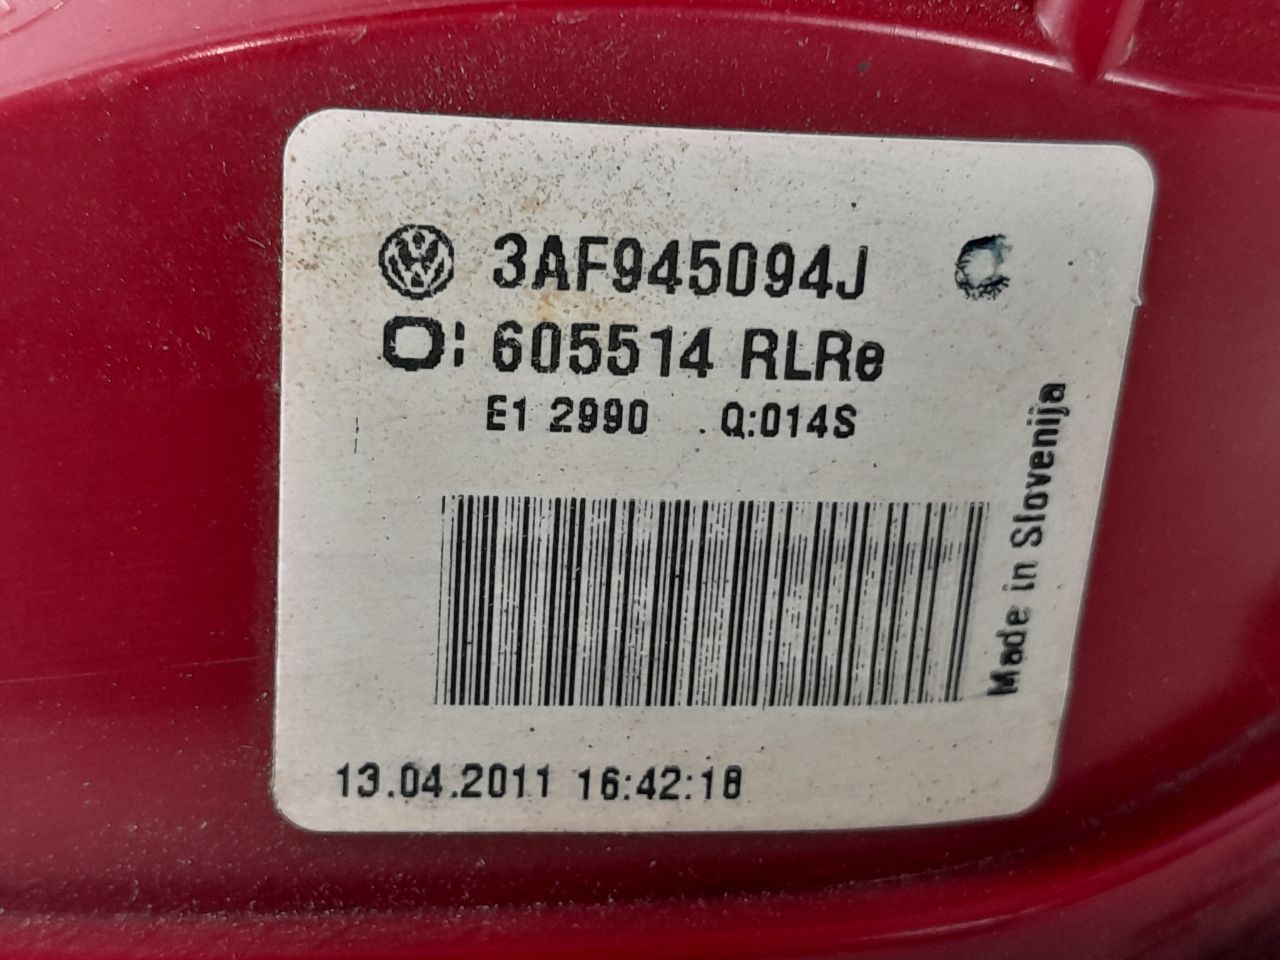 3AF945094J
O: 605514 RLRe
E1 2990 Q:014S
Made in Slovenija
13.04.2011 16:42:18